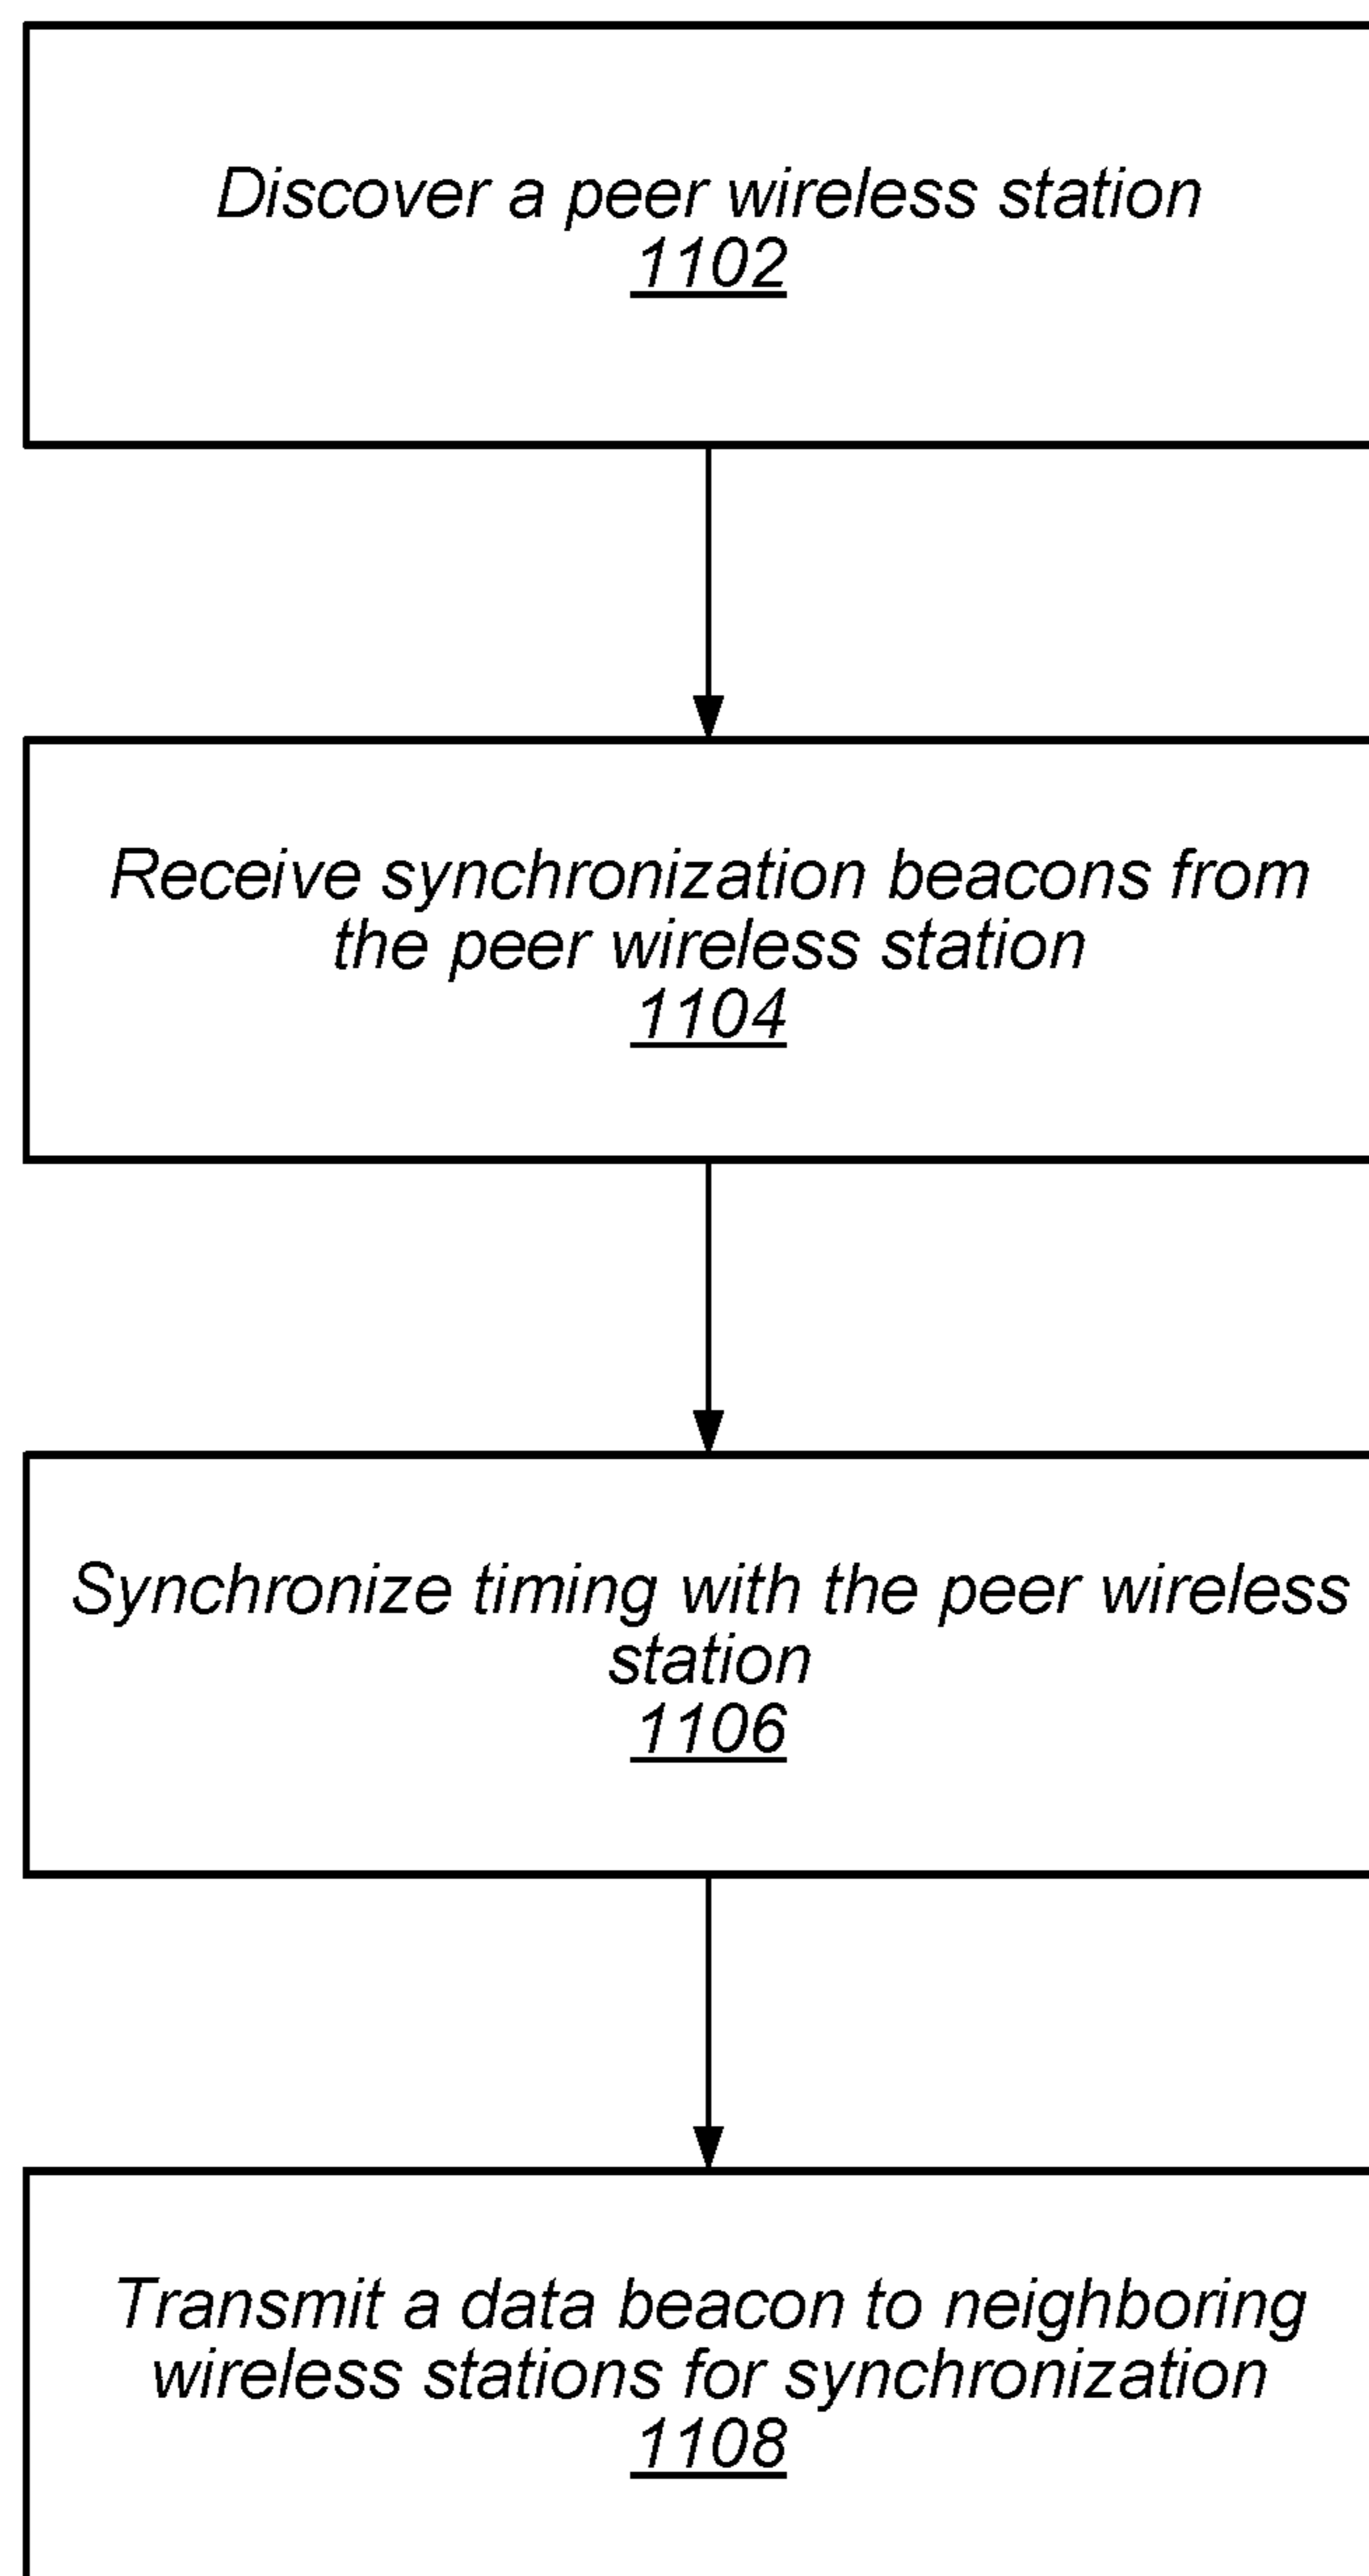 Discover a peer wireless station
1102
Receive synchronization beacons from
the peer wireless station
1104
Synchronize timing with the peer wireless
station
1106
Transmit a data beacon to neighboring
wireless stations for synchronization
1108